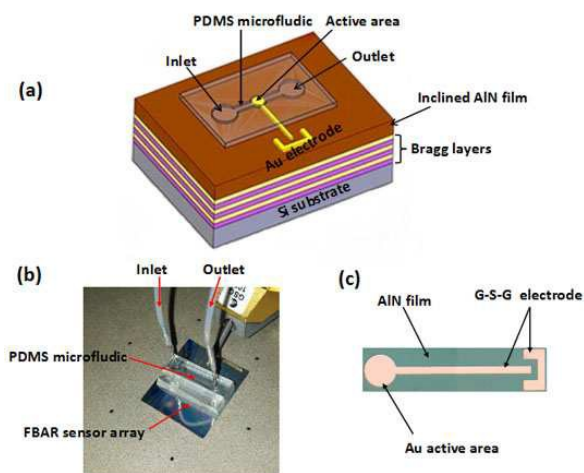 (a)
PDMS microfludic
Active area
Inlet
Outlet
Inclined AlN film
Au electrode
Bragg layers
Si substrate
(b)
Inlet
Outlet
PDMS microfludic
FBAR sensor array
(c)
AlN film
G-S-G electrode
Au active area